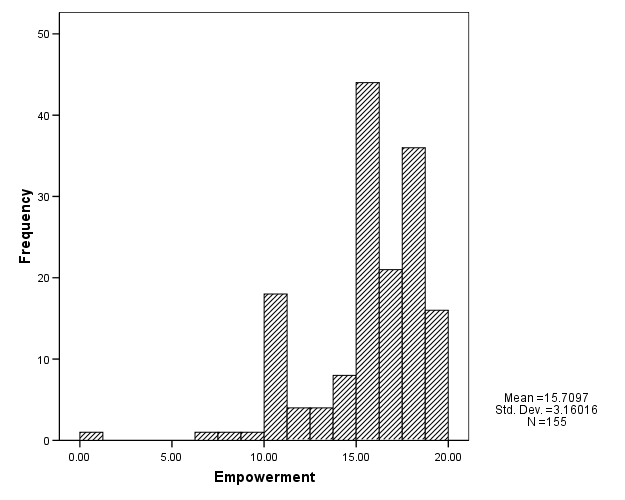 50
40
30
20
10
0
Frequency
0.00 5.00 10.00 15.00 20.00
Empowerment
Mean =15.7097
Std. Dev. =3.16016
N =155